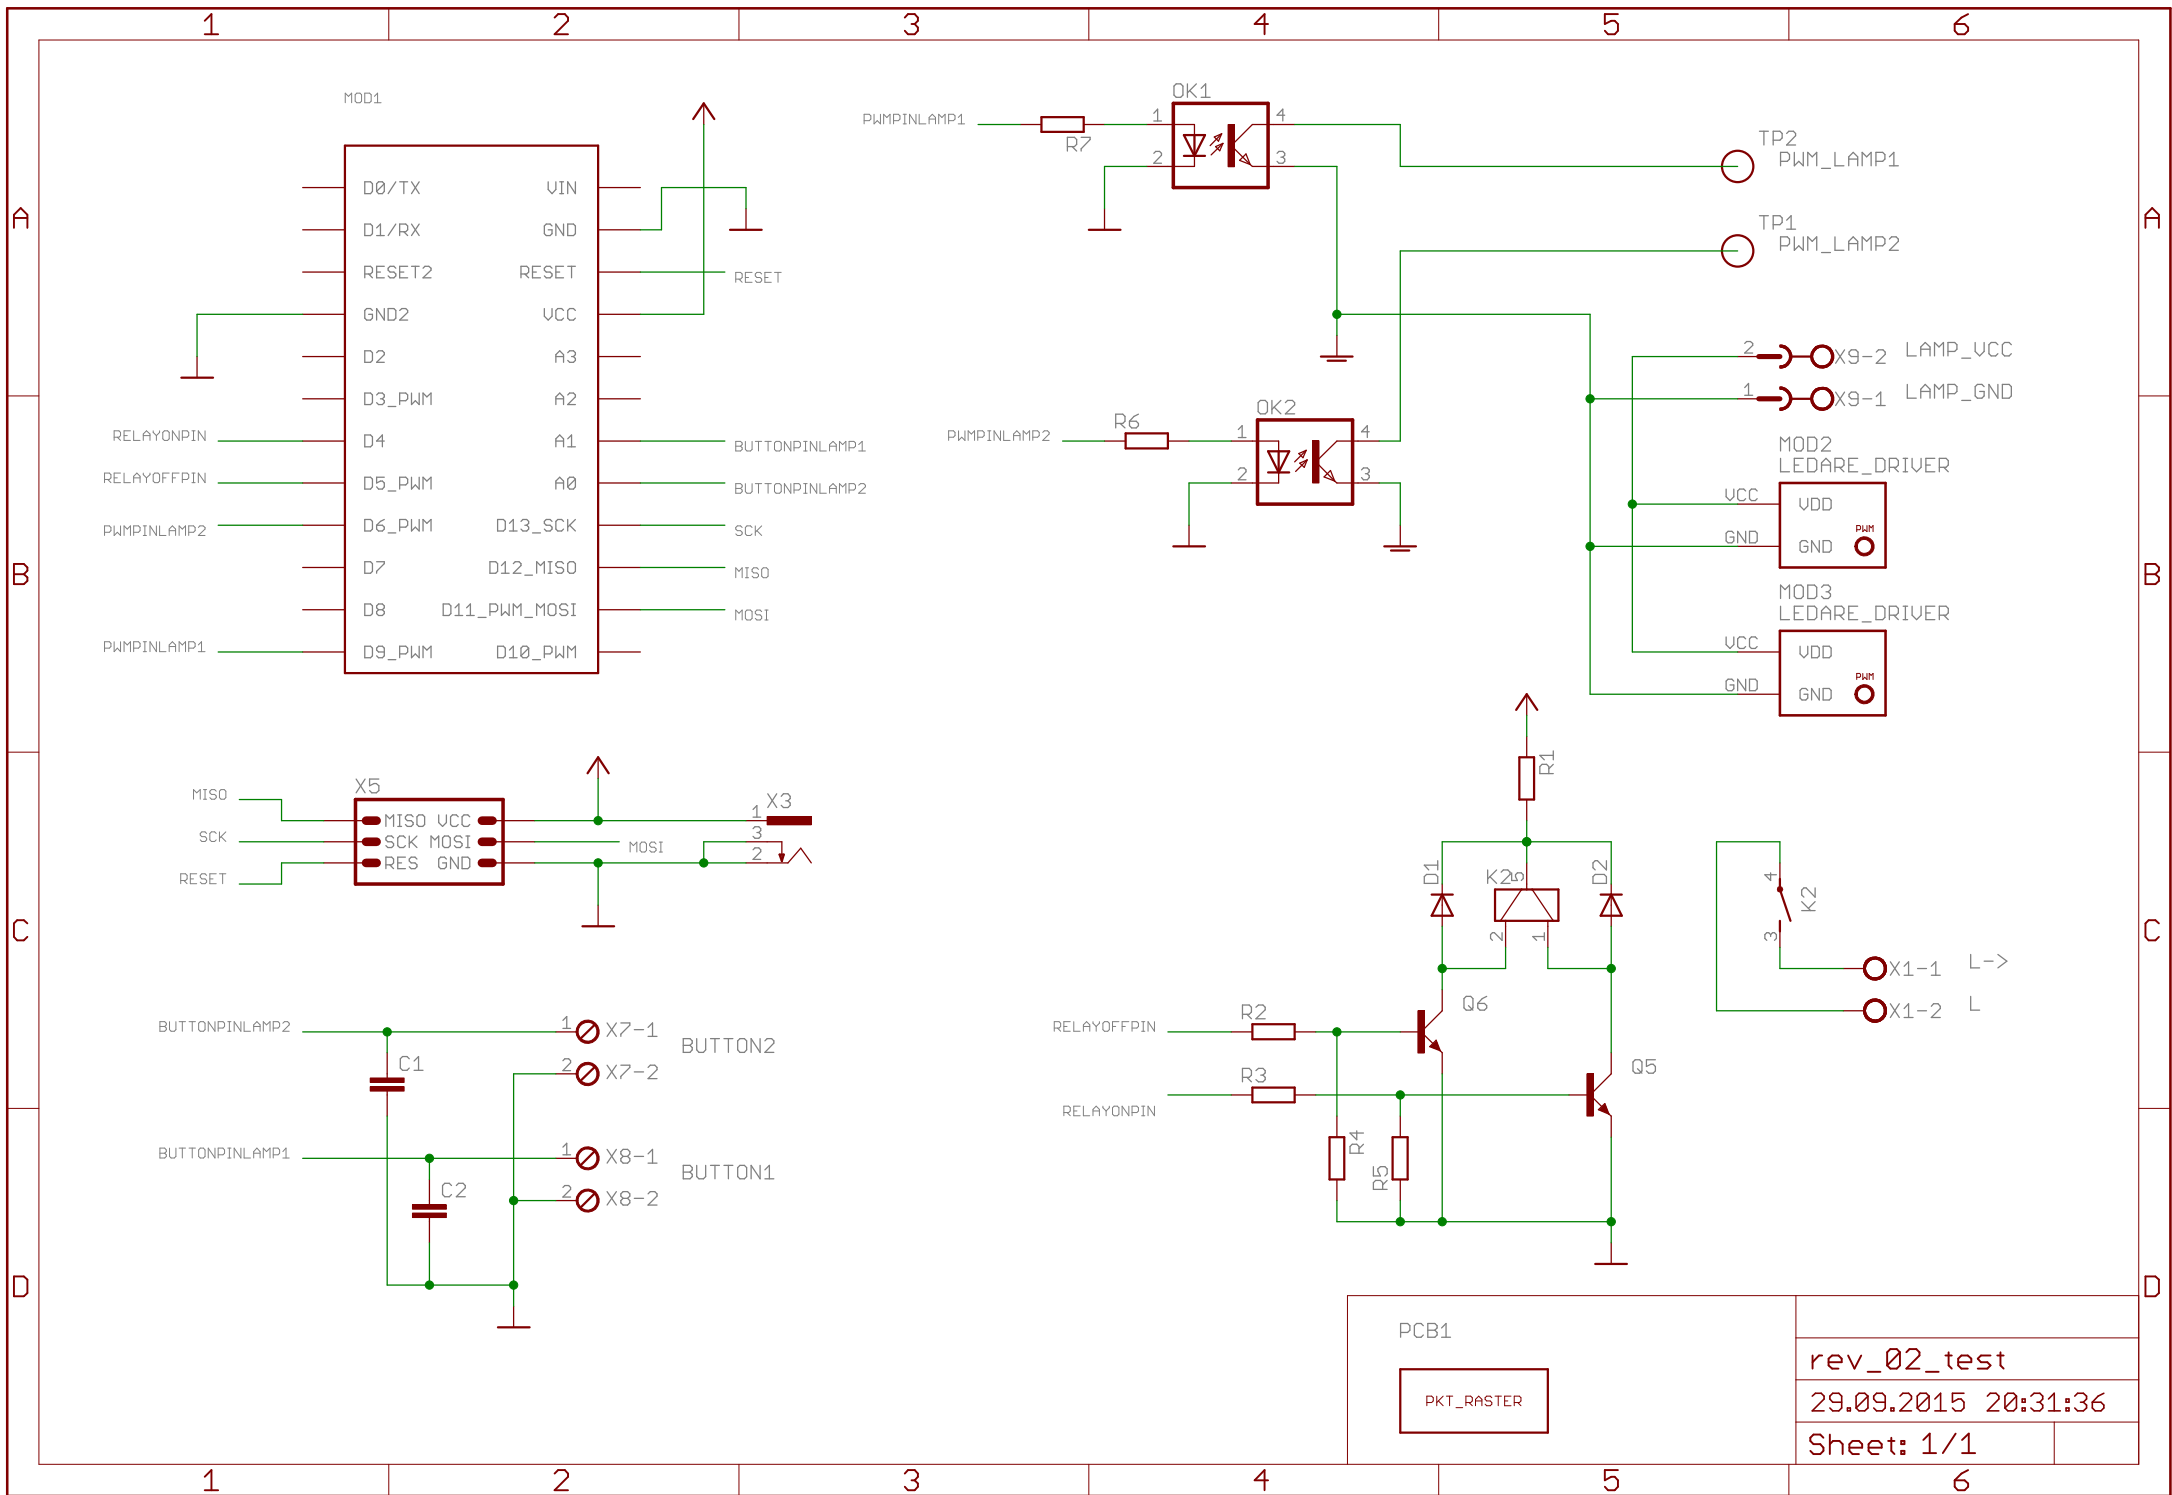 1 2 3 4 5 6
A A
B B
C C
D D
MOD1
D0/TX VIN
D1/RX GND
RESET2 RESET
GND2 VCC
D2 A3
D3_PWM A2
D4 A1
D5_PWM A0
D6_PWM D13_SCK
D7 D12_MISO
D8 D11_PWM_MOSI
D9_PWM D10_PWM
RELAYONPIN
RELAYOFFPIN
PWMPINLAMP2
PWMPINLAMP1
RESET
BUTTONPINLAMP1
BUTTONPINLAMP2
SCK
MISO
MOSI
PWMPINLAMP1
R7
OK1
1 4
2 3
TP2
PWM_LAMP1
TP1
PWM_LAMP2
PWMPINLAMP2
R6
OK2
1 4
2 3
2 X9-2 LAMP_VCC
1 X9-1 LAMP_GND
MOD2
LEDARE_DRIVER
VCC VDD
PWM
GND GND
MOD3
LEDARE_DRIVER
VCC VDD
PWM
GND GND
X5
MISO MISO VCC
SCK SCK MOSI MOSI
RESET RES GND
X3
1
3
2
R1
D1 K2 5 D2
2 1
Q6
Q5
RELAYOFFPIN R2
RELAYONPIN R3
R4
R5
4
K2
3
X1-1 L->
X1-2 L
BUTTONPINLAMP2
1 X7-1
BUTTON2
2 X7-2
C1
BUTTONPINLAMP1
1 X8-1
BUTTON1
2 X8-2
C2
PCB1
PKT_RASTER
rev_02_test
29.09.2015 20:31:36
Sheet: 1/1
1 2 3 4 5 6